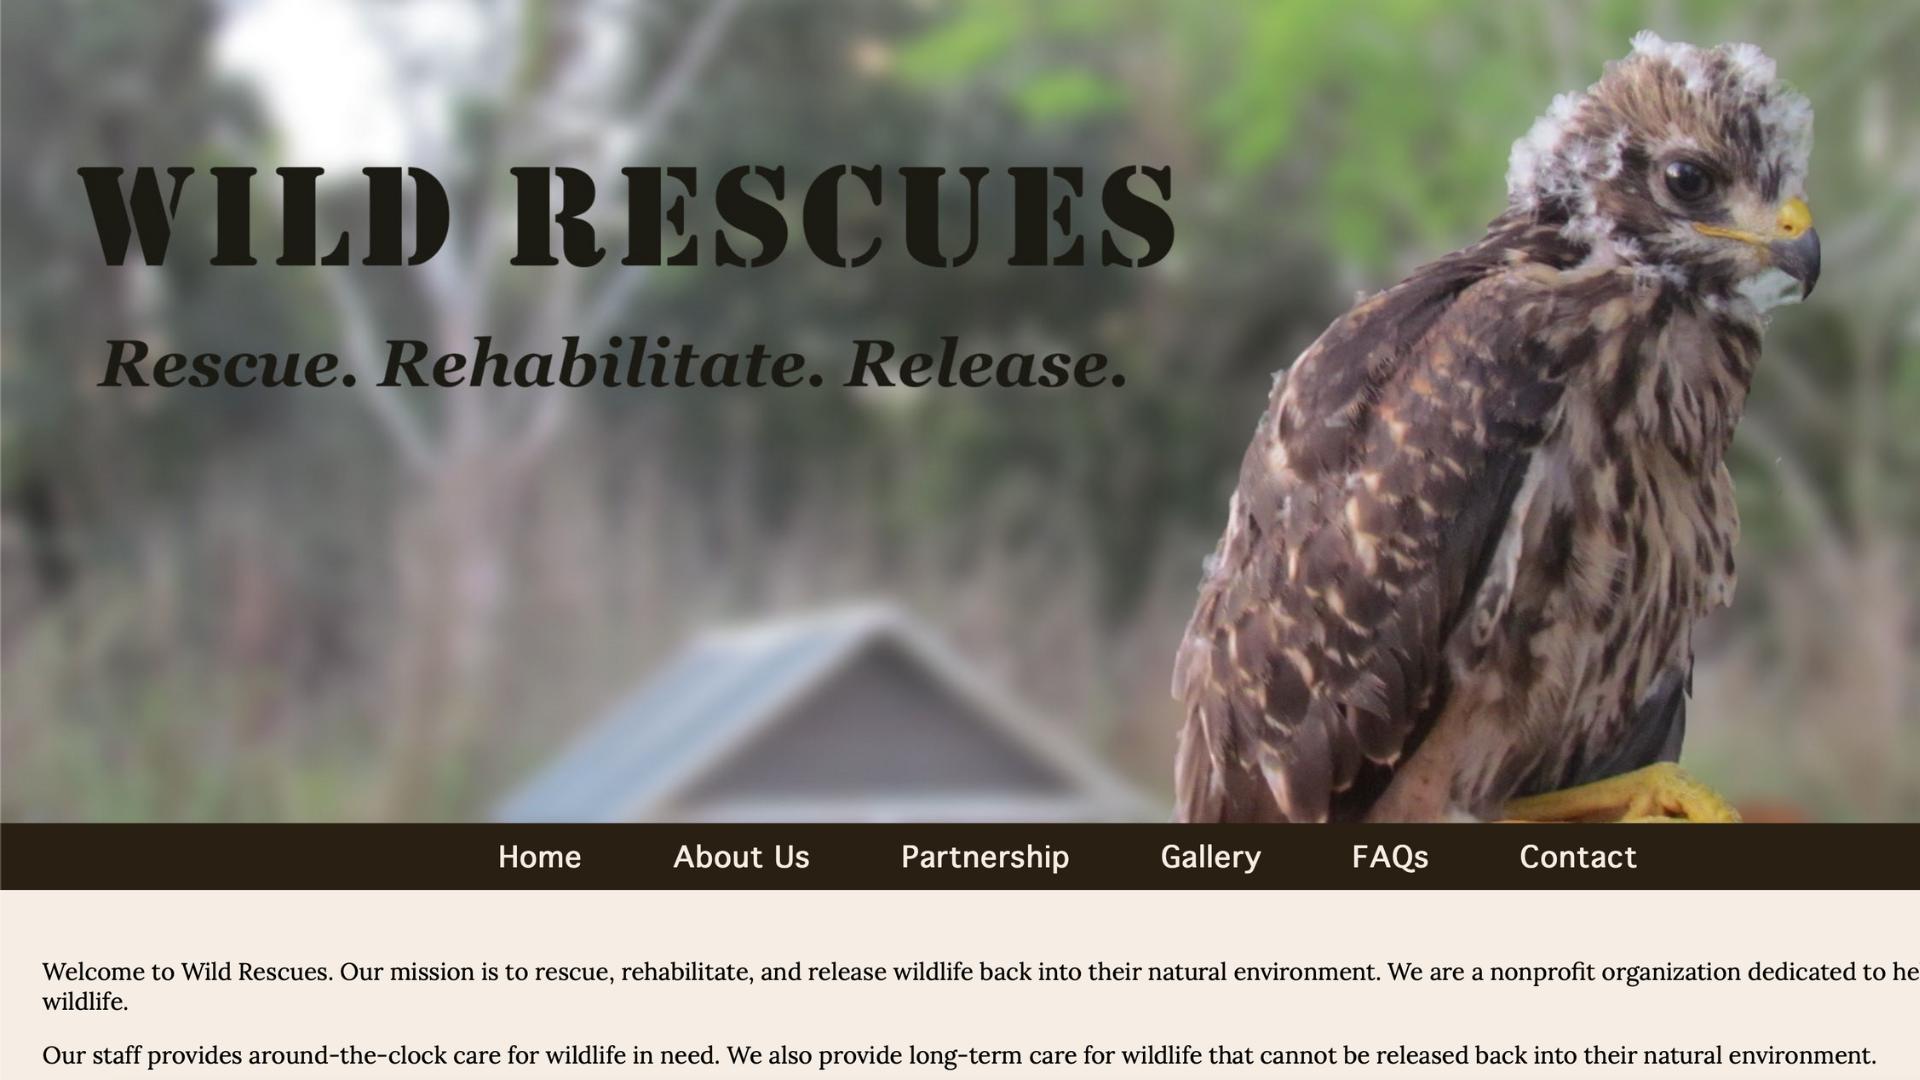 WILD RESCUES
Rescue. Rehabilitate. Release.
Home About Us Partnership Gallery FAQs Contact
Welcome to Wild Rescues. Our mission is to rescue, rehabilitate, and release wildlife back into their natural environment. We are a nonprofit organization dedicated to
wildlife.
Our staff provides around-the-clock care for wildlife in need. We also provide long-term care for wildlife that cannot be released back into their natural environment.